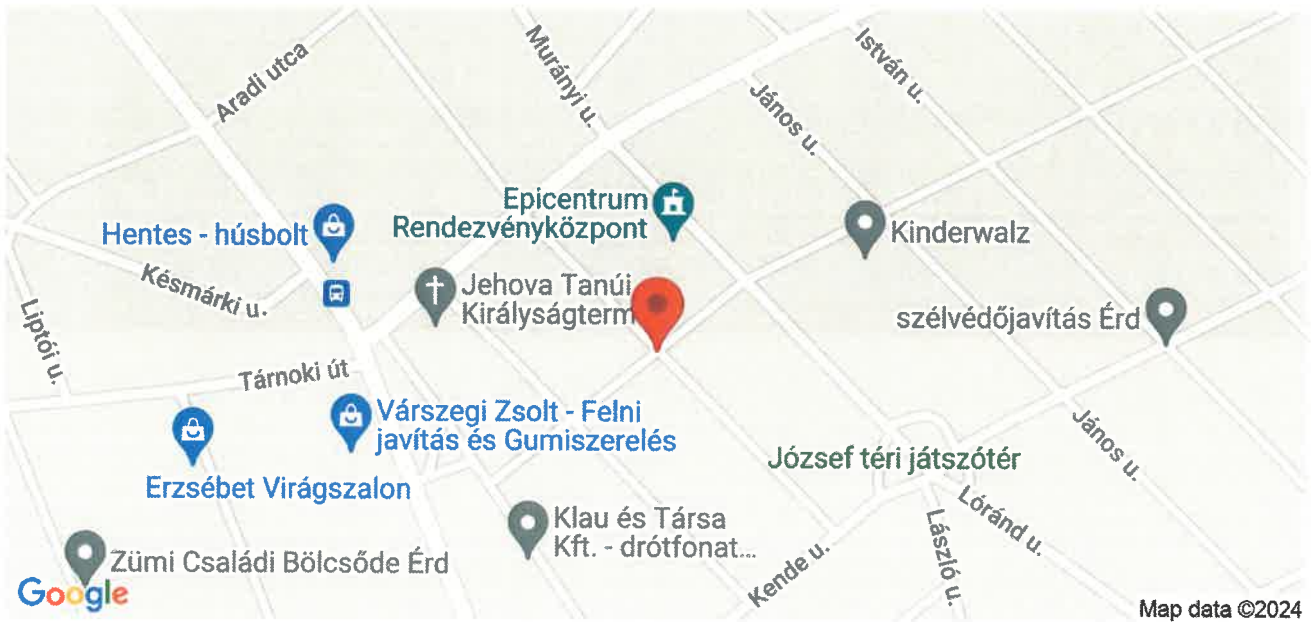 Aradi utca
Murányi u.
István u.
János u.
Epicentrum
Rendezvényközpont
Hentes - húsbolt
Kinderwalz
Késmárki u.
Jehova Tanúi
Királyságterm
Liptói u.
szélvédőjavítás Érd
Tárnoki út
Várszegi Zsolt - Felni
javítás és Gumiszerelés
János u.
József téri játszótér
Erzsébet Virágszalon
Lóránd u.
Klau és Társa
Kft. - drótfonat...
László u.
Kende u.
Zümi Családi Bölcsőde Érd
Google
Map data ©2024